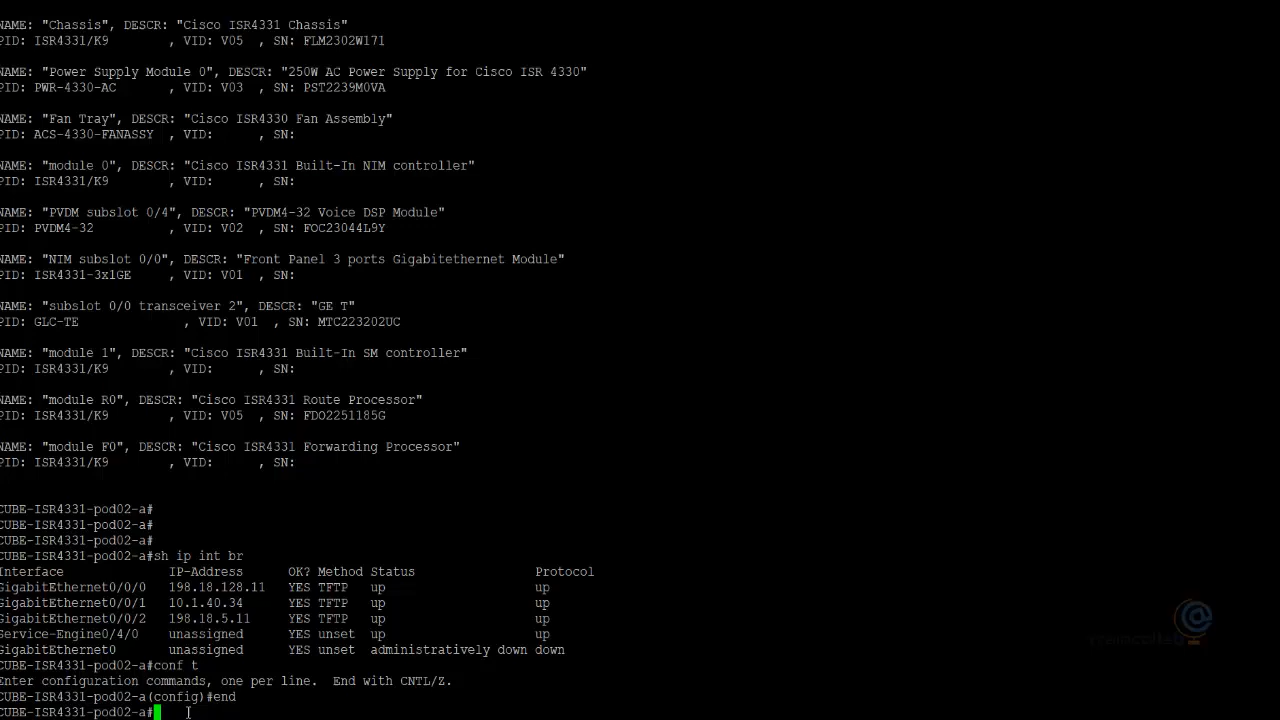 NAME: "Chassis", DESCR: "Cisco ISR4331 Chassis"
PID: ISR4331/K9        , VID: V05  , SN: FLM2302W171
NAME: "Power Supply Module 0", DESCR: "250W AC Power Supply for Cisco ISR 4330"
PID: PWR-4330-AC       , VID: V03  , SN: PST2239M0VA
NAME: "Fan Tray", DESCR: "Cisco ISR4330 Fan Assembly"
PID: ACS-4330-FANASSY  , VID:      , SN:
NAME: "module 0", DESCR: "Cisco ISR4331 Built-In NIM controller"
PID: ISR4331/K9        , VID:      , SN:
NAME: "PVDM subslot 0/4", DESCR: "PVDM4-32 Voice DSP Module"
PID: PVDM4-32          , VID: V02  , SN: FOC23044L9Y
NAME: "NIM subslot 0/0", DESCR: "Front Panel 3 ports Gigabitethernet Module"
PID: ISR4331-3x1GE     , VID: V01  , SN:
NAME: "subslot 0/0 transceiver 2", DESCR: "GE T"
PID: GLC-TE              , VID: V01  , SN: MTC223202UC
NAME: "module 1", DESCR: "Cisco ISR4331 Built-In SM controller"
PID: ISR4331/K9        , VID:      , SN:
NAME: "module R0", DESCR: "Cisco ISR4331 Route Processor"
PID: ISR4331/K9        , VID: V05  , SN: FDO2251185G
NAME: "module F0", DESCR: "Cisco ISR4331 Forwarding Processor"
PID: ISR4331/K9        , VID:      , SN:
CUBE-ISR4331-pod02-a#
CUBE-ISR4331-pod02-a#
CUBE-ISR4331-pod02-a#
CUBE-ISR4331-pod02-a#sh ip int br
Interface              IP-Address      OK? Method Status                Protocol
GigabitEthernet0/0/0   198.18.128.11   YES TFTP   up                    up
GigabitEthernet0/0/1   10.1.40.34      YES TFTP   up                    up
GigabitEthernet0/0/2   198.18.5.11     YES TFTP   up                    up
Service-Engine0/4/0    unassigned      YES unset  up                    up
GigabitEthernet0       unassigned      YES unset  administratively down down
CUBE-ISR4331-pod02-a#conf t
Enter configuration commands, one per line.  End with CNTL/Z.
CUBE-ISR4331-pod02-a(config)#end
CUBE-ISR4331-pod02-a#